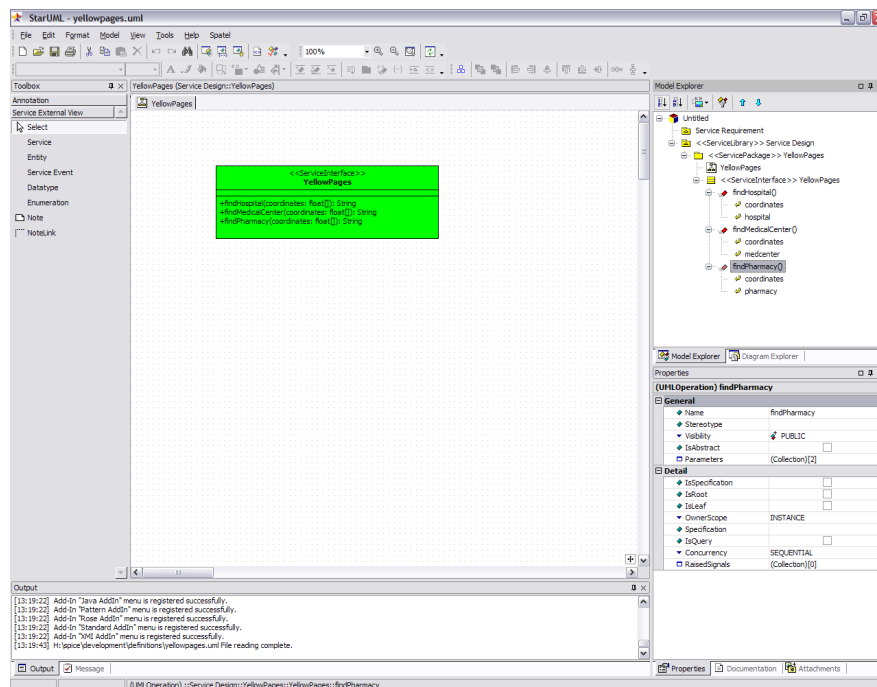 StarUML - yellowpages.uml
File Edit Format Model View Tools Help Spatel
100%
Toolbox
YellowPages (Service Design::YellowPages)
Model Explorer
Annotation
Service External View
Select
Service
Entity
Service Event
Datatype
Enumeration
Note
NoteLink
YellowPages
<<ServiceInterface>>
YellowPages
+findHospital(coordinates: float[]): String
+findMedicalCenter(coordinates: float[]): String
+findPharmacy(coordinates: float[]): String
Untitled
Service Requirement
<<ServiceLibrary>> Service Design
<<ServicePackage>> YellowPages
YellowPages
<<ServiceInterface>> YellowPages
findHospital()
coordinates
hospital
findMedicalCenter()
coordinates
medcenter
findPharmacy()
coordinates
pharmacy
Model Explorer Diagram Explorer
Properties
(UMLOperation) findPharmacy
General
Name findPharmacy
Stereotype
Visibility PUBLIC
IsAbstract
Parameters (Collection)[2]
Detail
IsSpecification
IsRoot
IsLeaf
OwnerScope INSTANCE
Specification
IsQuery
Concurrency SEQUENTIAL
RaisedSignals (Collection)[0]
Output
[13:19:22] Add-In "Java AddIn" menu is registered successfully.
[13:19:22] Add-In "Pattern AddIn" menu is registered successfully.
[13:19:22] Add-In "Rose AddIn" menu is registered successfully.
[13:19:22] Add-In "Standard AddIn" menu is registered successfully.
[13:19:22] Add-In "XMI AddIn" menu is registered successfully.
[13:19:43] H:\spice\development\definitions\yellowpages.uml File reading complete.
Output Message
Properties Documentation Attachments
(UMLOperation) ::Service Design::YellowPages::YellowPages::findPharmacy